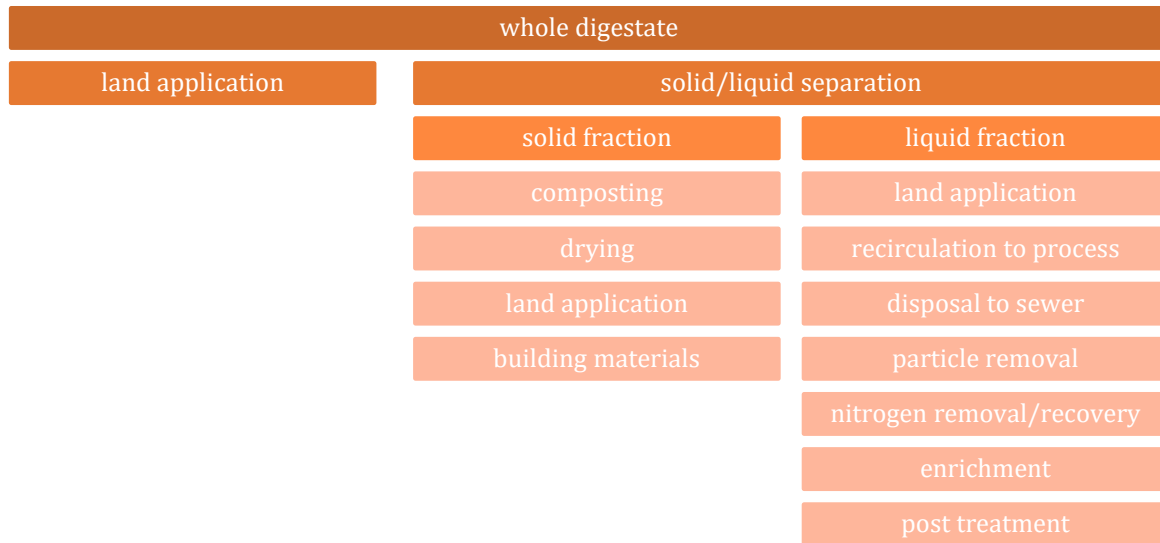 whole digestate
land application
solid/liquid separation
solid fraction
liquid fraction
composting
land application
drying
recirculation to process
land application
disposal to sewer
building materials
particle removal
nitrogen removal/recovery
enrichment
post treatment